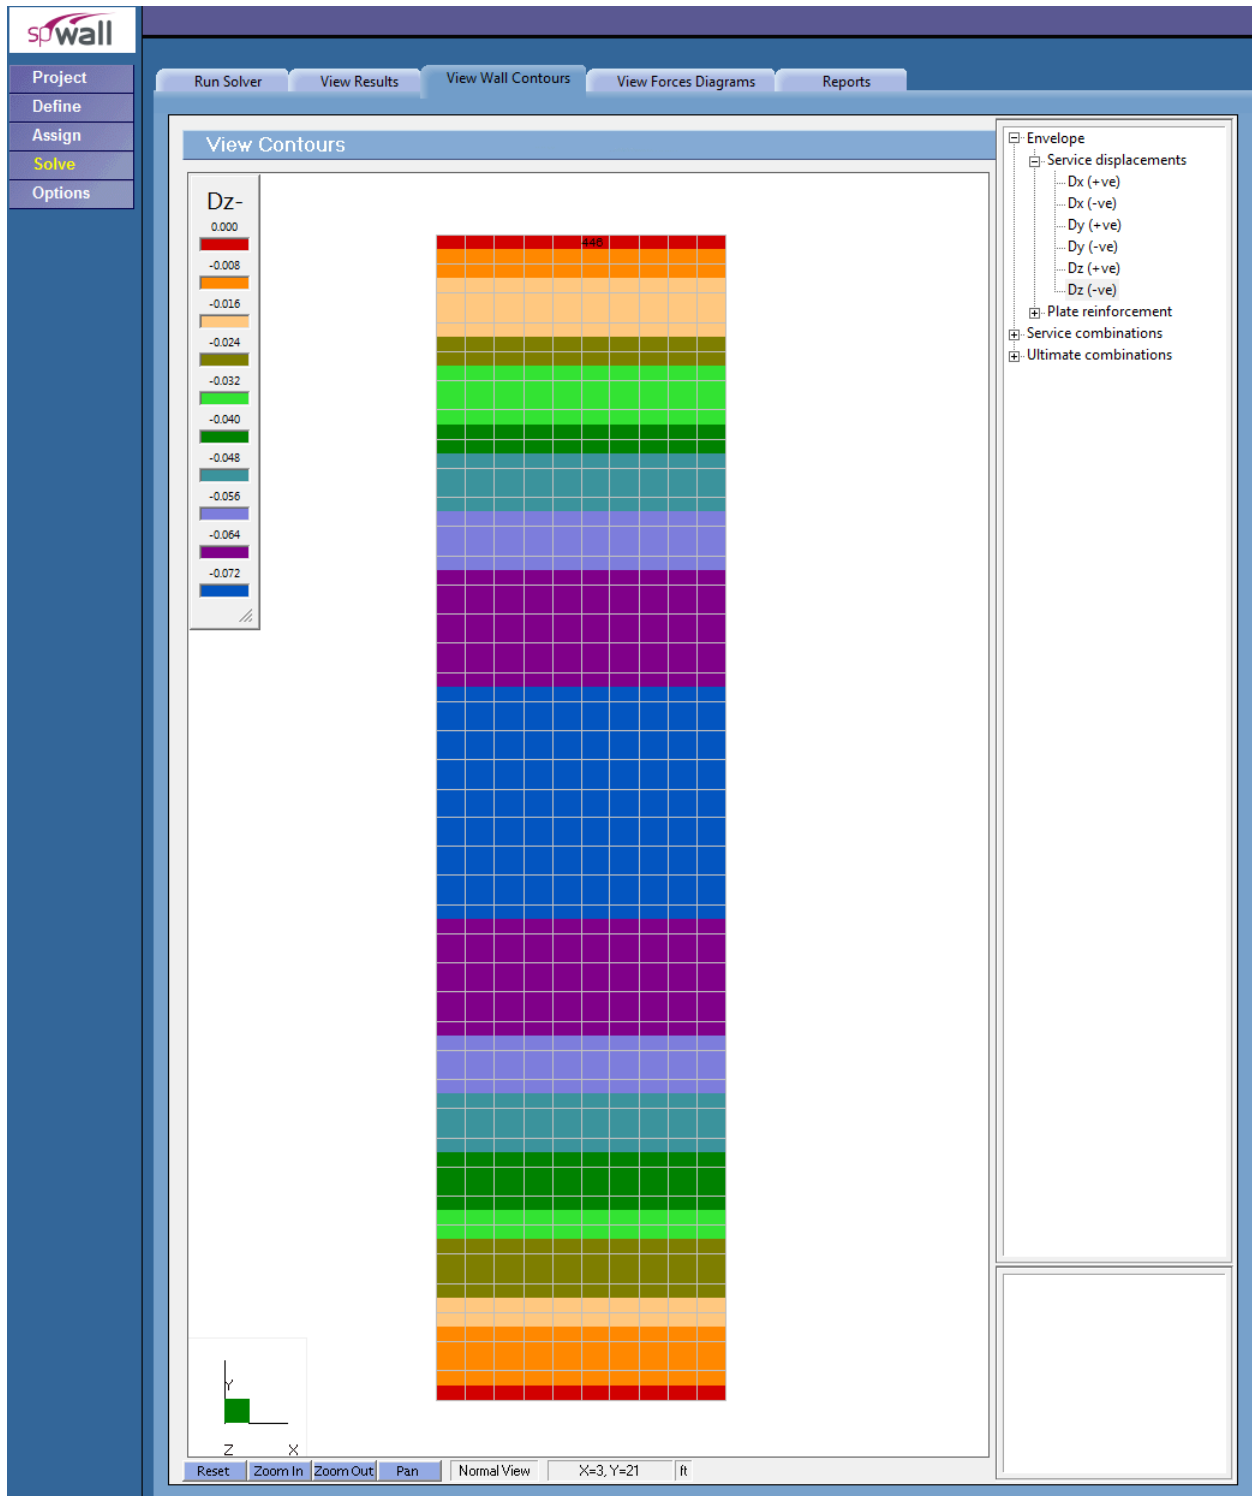 spwall
Project
Define
Assign
Solve
Options
Run Solver
View Results
View Wall Contours
View Forces Diagrams
Reports
View Contours
Dz-
0.000
-0.008
-0.016
-0.024
-0.032
-0.040
-0.048
-0.056
-0.064
-0.072
446
Y
Z X
Reset
Zoom In
Zoom Out
Pan
Normal View
X=3, Y=21
ft
Envelope
Service displacements
Dx (+ve)
Dx (-ve)
Dy (+ve)
Dy (-ve)
Dz (+ve)
Dz (-ve)
Plate reinforcement
Service combinations
Ultimate combinations